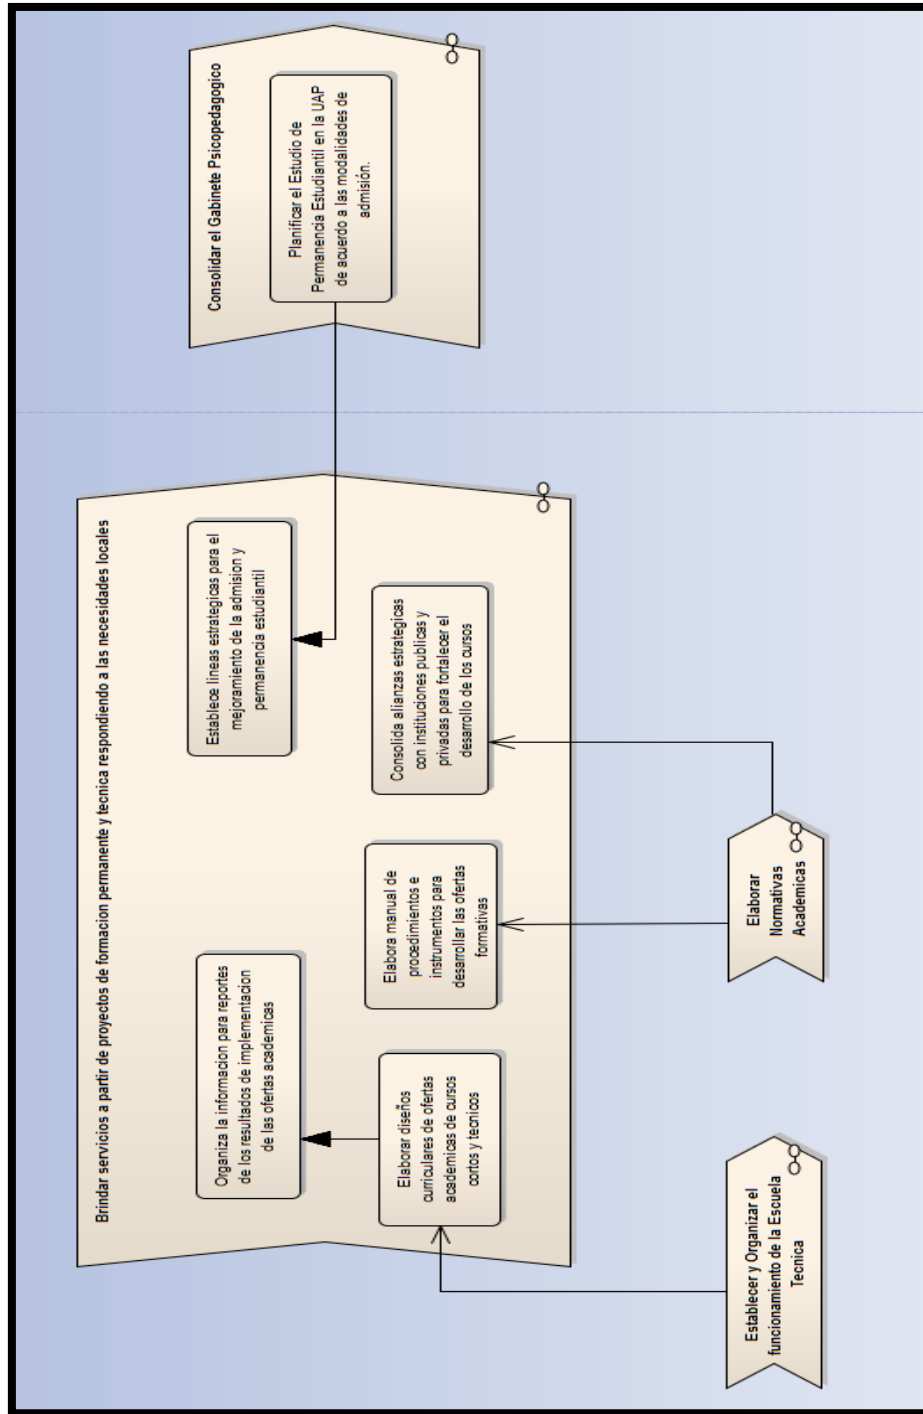 Brindar servicios a partir de proyectos de formacion permanente y tecnica respondiendo a las necesidades locales
Organiza la informacion para reportes
de los resultados de implementacion
de las ofertas academicas
Establece lineas estrategicas para el
mejoramiento de la admision y
permanencia estudiantil
Elaborar diseños
curriculares de ofertas
academicas de cursos
cortos y tecnicos
Elabora manual de
procedimientos e
instrumentos para
desarrollar las ofertas
formativas
Consolida alianzas estrategicas
con instituciones publicas y
privadas para fortalecer el
desarrollo de los cursos
Consolidar el Gabinete Psicopedagogico
Planificar el Estudio de
Permanencia Estudiantil en la UAP
de acuerdo a las modalidades de
admisión.
Establecer y Organizar el
funcionamiento de la Escuela
Tecnica
Elaborar
Normativas
Academicas